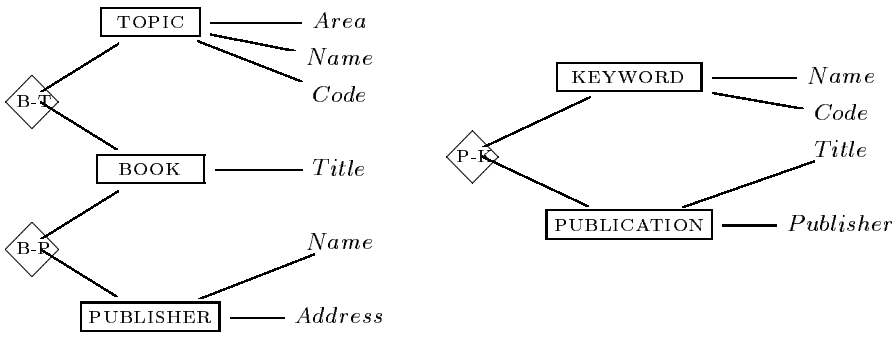 TOPIC
Area
Name
Code
B-T
BOOK
Title
B-P
Name
PUBLISHER
Address
KEYWORD
Name
Code
P-K
Title
PUBLICATION
Publisher